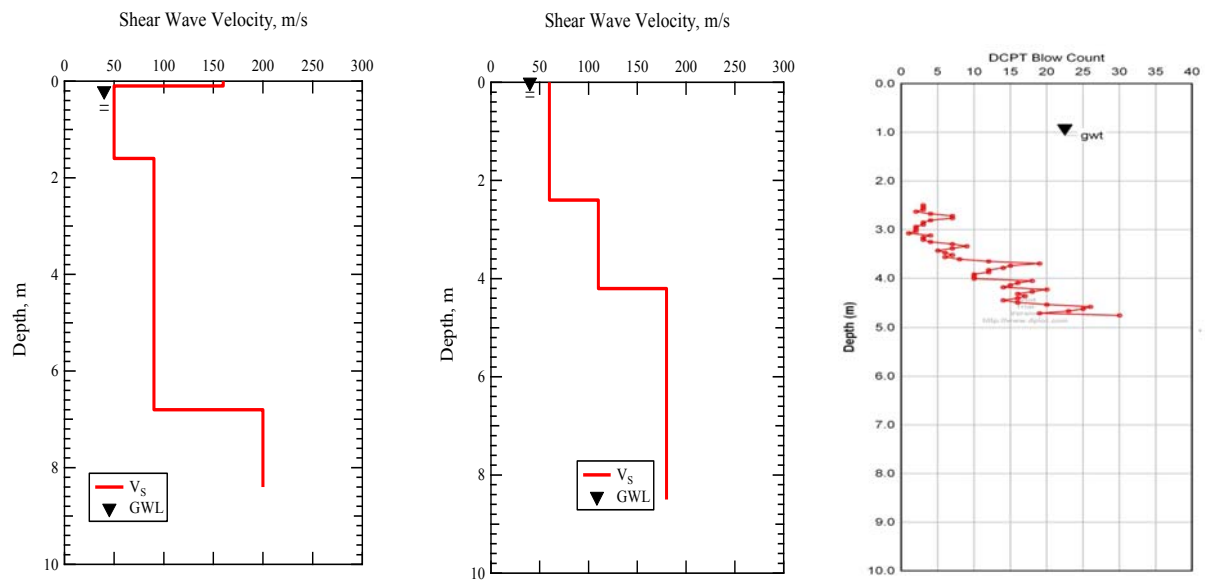 Shear Wave Velocity, m/s
0 50 100 150 200 250 300
0
2
4
6
8
10
Depth, m
V_S
GWL
Shear Wave Velocity, m/s
0 50 100 150 200 250 300
0
2
4
6
8
10
Depth, m
V_S
GWL
DCPT Blow Count
0 5 10 15 20 25 30 35 40
0.0
1.0
2.0
3.0
4.0
5.0
6.0
7.0
8.0
9.0
10.0
Depth (m)
gwt